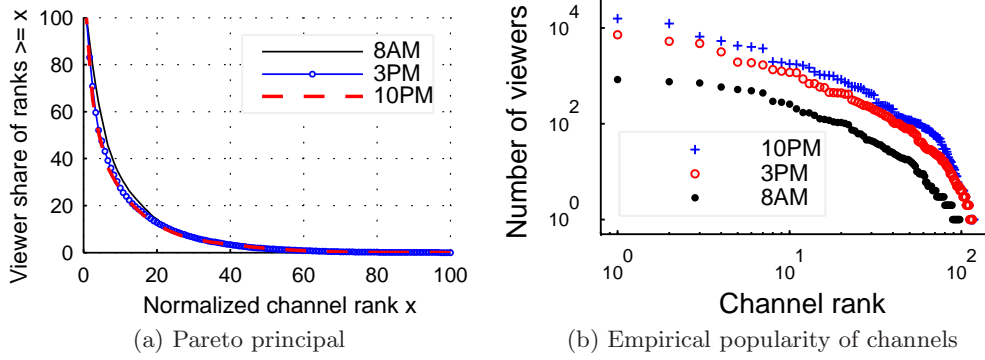 Viewer share of ranks >= x
100
80
60
40
20
0
8AM
3PM
10PM
0 20 40 60 80 100
Normalized channel rank x
(a) Pareto principal
Number of viewers
10^4
10^2
10^0
10PM
3PM
8AM
10^0 10^1 10^2
Channel rank
(b) Empirical popularity of channels